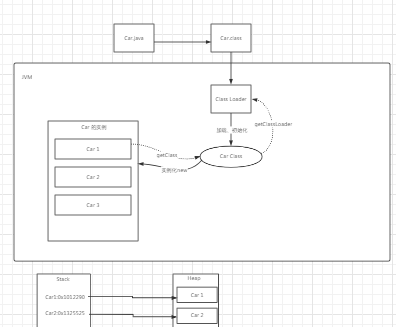 Car.java
Car.class
JVM
Class Loader
getClassLoader
加载、初始化
Car 的实例
Car 1
getClass
Car Class
实例化new
Car 2
Car 3
Stack
Heap
Car1:0x1012290
Car 1
Car2:0x1325525
Car 2